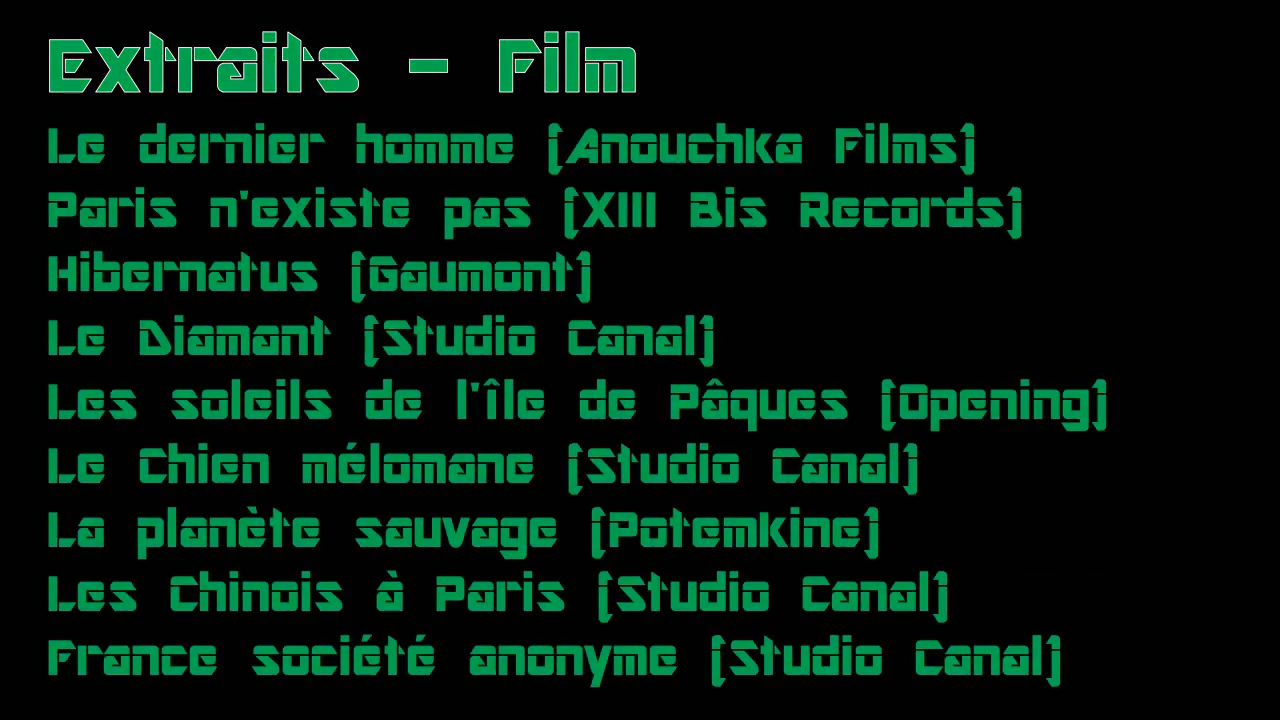 Extraits - Film
Le dernier homme (Anouchka Films)
Paris n'existe pas (XIII Bis Records)
Hibernatus (Gaumont)
Le Diamant (Studio Canal)
Les soleils de l'île de Pâques (Opening)
Le Chien mélomane (Studio Canal)
La planète sauvage (Potemkine)
Les Chinois à Paris (Studio Canal)
France société anonyme (Studio Canal)